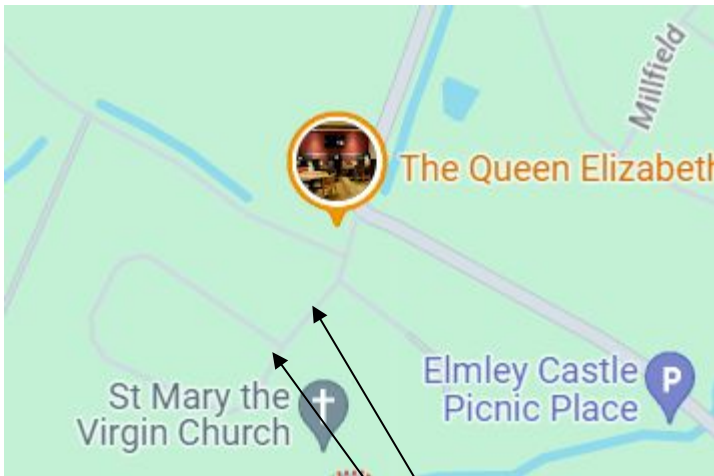 Millfield
The Queen Elizabeth
Elmley Castle
Picnic Place
P
St Mary the
Virgin Church